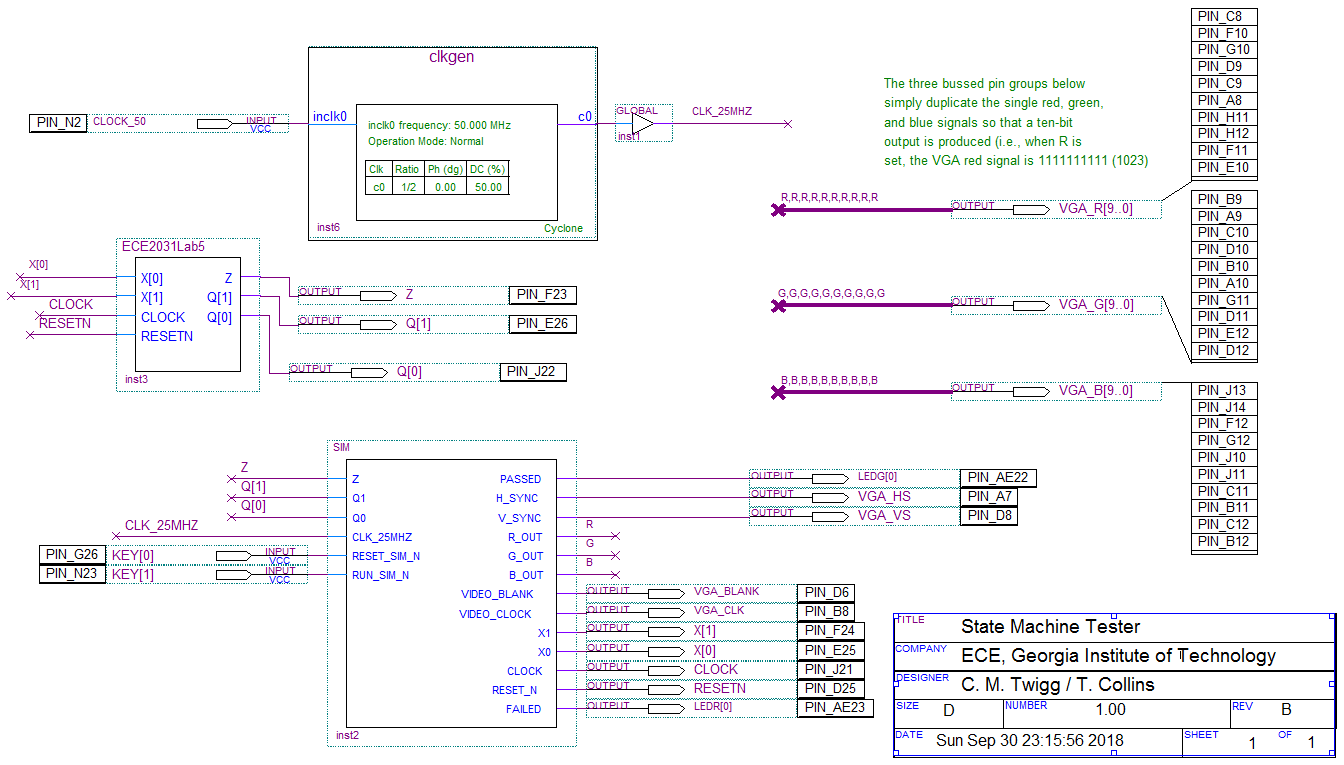 clkgen
PIN_N2 CLOCK_50 INPUT VCC
inclk0 c0
inclk0 frequency: 50.000 MHz
Operation Mode: Normal
Clk Ratio Ph (dg) DC (%)
c0 1/2 0.00 50.00
inst6 Cyclone
GLOBAL
inst1
CLK_25MHZ
The three bussed pin groups below
simply duplicate the single red, green,
and blue signals so that a ten-bit
output is produced (i.e., when R is
set, the VGA red signal is 1111111111 (1023)
PIN_C8
PIN_F10
PIN_G10
PIN_D9
PIN_C9
PIN_A8
PIN_H11
PIN_H12
PIN_F11
PIN_E10
R,R,R,R,R,R,R,R,R,R OUTPUT VGA_R[9..0]
PIN_B9
PIN_A9
PIN_C10
PIN_D10
PIN_B10
PIN_A10
PIN_G11
PIN_D11
PIN_E12
PIN_D12
G,G,G,G,G,G,G,G,G,G OUTPUT VGA_G[9..0]
B,B,B,B,B,B,B,B,B,B OUTPUT VGA_B[9..0]
PIN_J13
PIN_J14
PIN_F12
PIN_G12
PIN_J10
PIN_J11
PIN_C11
PIN_B11
PIN_C12
PIN_B12
ECE2031Lab5
X[0] X[0] Z
X[1] X[1] Q[1]
CLOCK CLOCK Q[0]
RESETN RESETN
inst3
OUTPUT Z PIN_F23
OUTPUT Q[1] PIN_E26
OUTPUT Q[0] PIN_J22
SIM
Z Z PASSED OUTPUT LEDG[0] PIN_AE22
Q[1] Q1 H_SYNC OUTPUT VGA_HS PIN_A7
Q[0] Q0 V_SYNC OUTPUT VGA_VS PIN_D8
CLK_25MHZ CLK_25MHZ R_OUT R
PIN_G26 KEY[0] INPUT VCC RESET_SIM_N G_OUT G
PIN_N23 KEY[1] INPUT VCC RUN_SIM_N B_OUT B
VIDEO_BLANK OUTPUT VGA_BLANK PIN_D6
VIDEO_CLOCK OUTPUT VGA_CLK PIN_B8
X1 OUTPUT X[1] PIN_F24
X0 OUTPUT X[0] PIN_E25
CLOCK OUTPUT CLOCK PIN_J21
RESET_N OUTPUT RESETN PIN_D25
FAILED OUTPUT LEDR[0] PIN_AE23
inst2
TITLE State Machine Tester
COMPANY ECE, Georgia Institute of Technology
DESIGNER C. M. Twigg / T. Collins
SIZE D NUMBER 1.00 REV B
DATE Sun Sep 30 23:15:56 2018 SHEET 1 OF 1